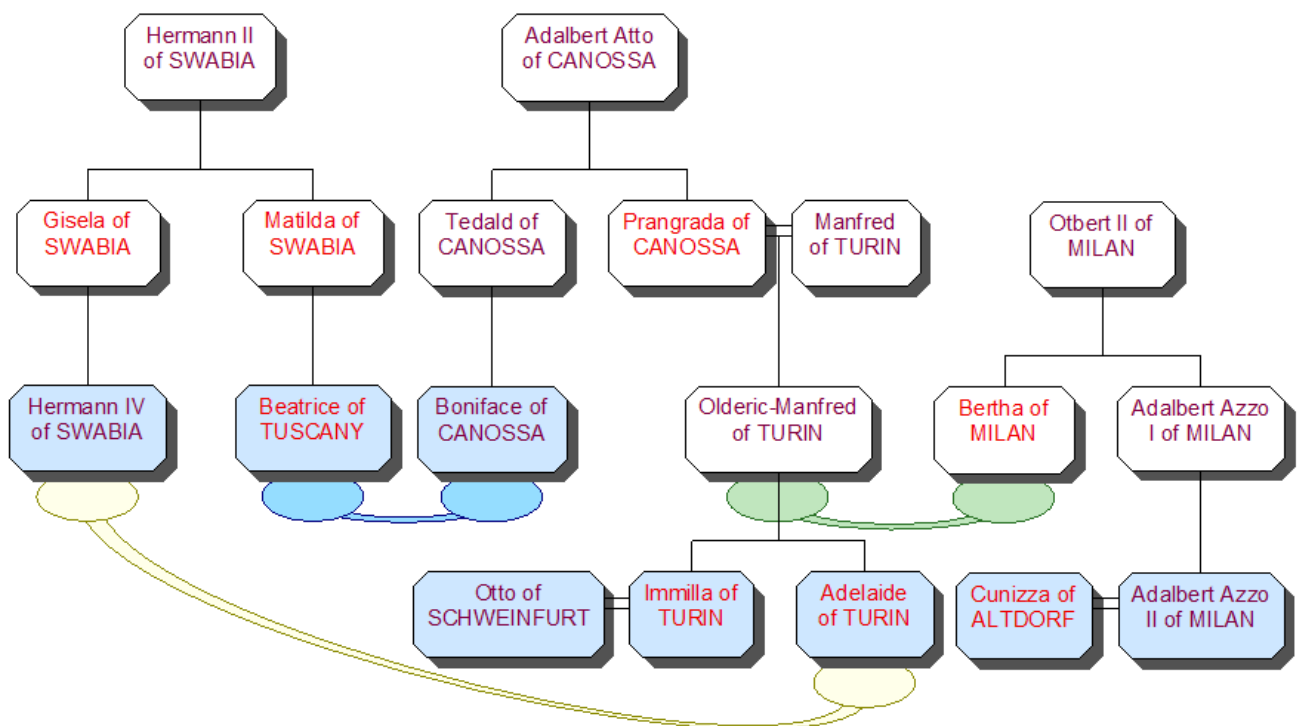 Hermann II
of SWABIA
Adalbert Atto
of CANOSSA
Gisela of
SWABIA
Matilda of
SWABIA
Tedald of
CANOSSA
Prangrada of
CANOSSA
Manfred
of TURIN
Otbert II of
MILAN
Hermann IV
of SWABIA
Beatrice of
TUSCANY
Boniface of
CANOSSA
Olderic-Manfred
of TURIN
Bertha of
MILAN
Adalbert Azzo
I of MILAN
Otto of
SCHWEINFURT
Immilla of
TURIN
Adelaide
of TURIN
Cunizza of
ALTDORF
Adalbert Azzo
II of MILAN